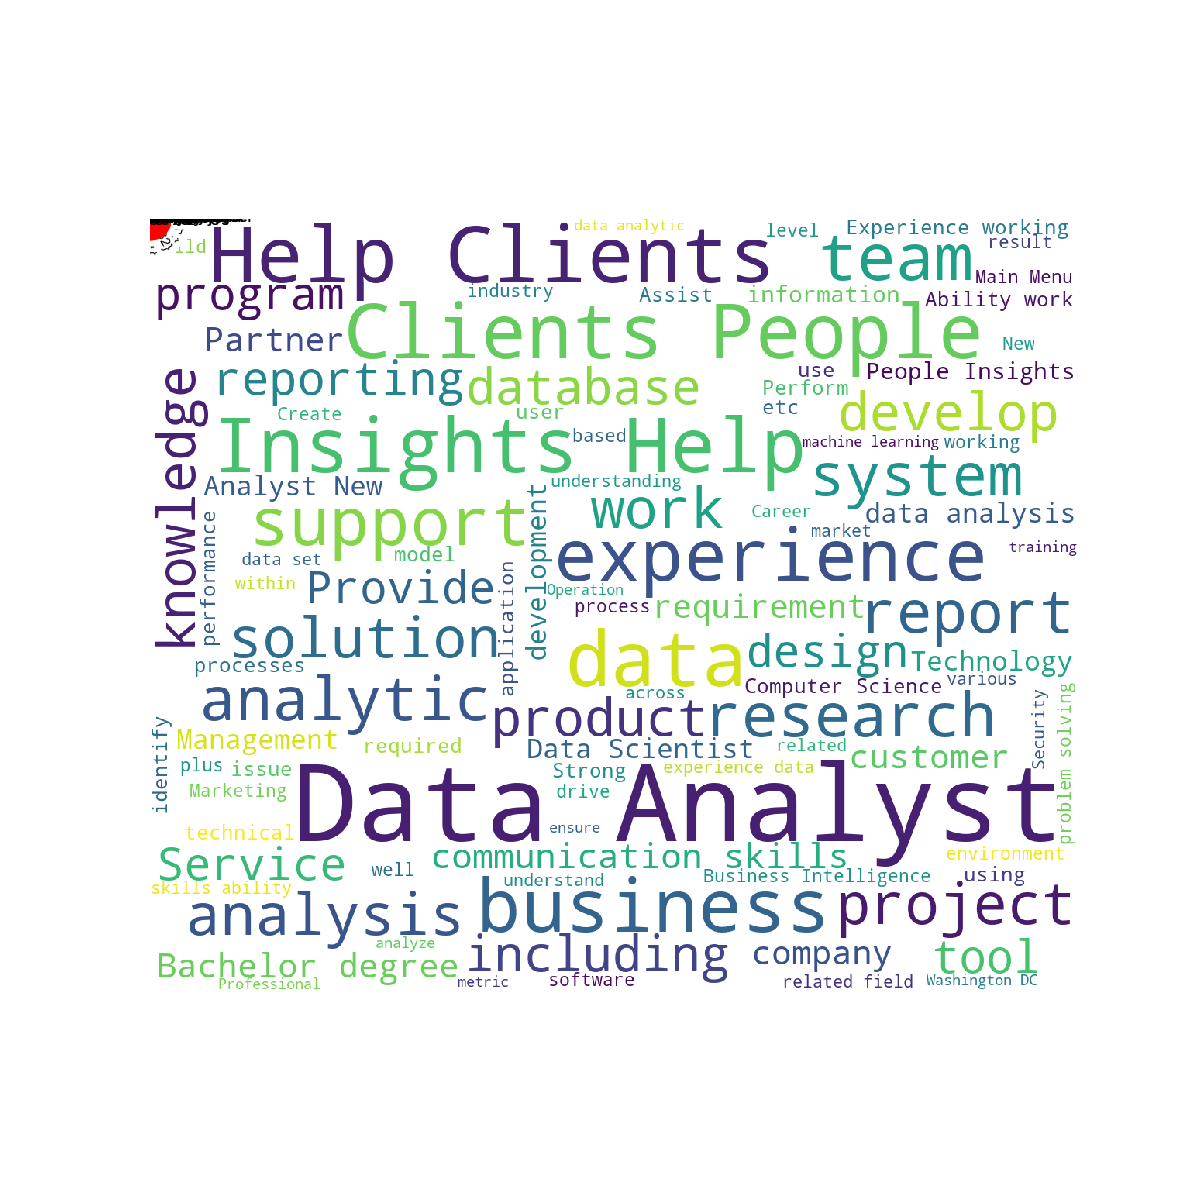 data analytic
level
Experience working
ild
Help Clients
team
result
Main Menu
program
industry
Assist
information
Ability work
Partner
Clients People
New
reporting
database
use
People Insights
Perform
knowledge
Create
user
etc
develop
Insights Help
based
machine learning
working
Analyst New
understanding
system
support
work
Career
data analysis
development
performance
market
experience
training
data set
model
within
Provide
application
Operation
process
requirement
report
solution
data
design
Technology
processes
analytic
across
Computer Science
various
product
research
Security
problem solving
identify
Management
required
Data Scientist
related
customer
plus
issue
Strong
experience data
Marketing
drive
Data Analyst
technical
ensure
Service
communication skills
environment
well
understand
Business Intelligence
using
skills ability
analysis
business
project
analyze
including
company
tool
Bachelor degree
Professional
metric
software
related field
Washington DC